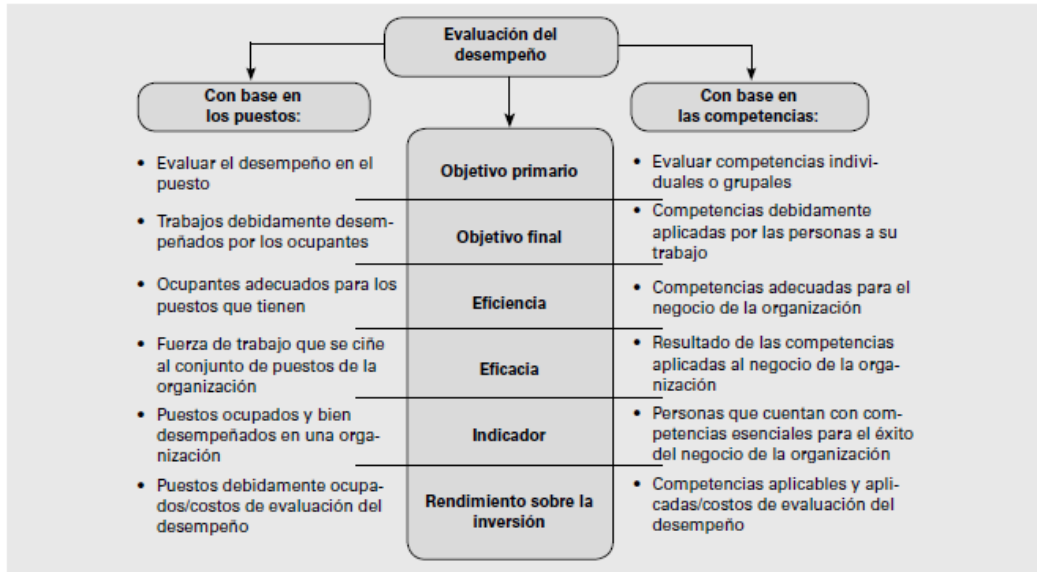 Evaluación del
desempeño
Con base en
los puestos:
Con base en
las competencias:
• Evaluar el desempeño en el
puesto
Objetivo primario
• Evaluar competencias indivi-
duales o grupales
• Trabajos debidamente desem-
peñados por los ocupantes
Objetivo final
• Competencias debidamente
aplicadas por las personas a su
trabajo
• Ocupantes adecuados para los
puestos que tienen
Eficiencia
• Competencias adecuadas para el
negocio de la organización
• Fuerza de trabajo que se ciñe
al conjunto de puestos de la
organización
Eficacia
• Resultado de las competencias
aplicadas al negocio de la orga-
nización
• Puestos ocupados y bien
desempeñados en una orga-
nización
Indicador
• Personas que cuentan con com-
petencias esenciales para el éxito
del negocio de la organización
• Puestos debidamente ocupa-
dos/costos de evaluación del
desempeño
Rendimiento sobre la
inversión
• Competencias aplicables y apli-
cadas/costos de evaluación del
desempeño